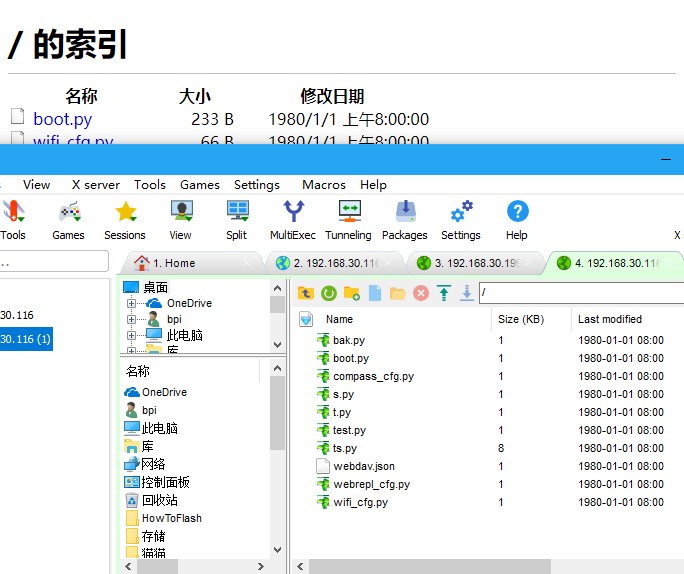 / 的索引
名称 大小 修改日期
boot.py 233 B 1980/1/1 上午8:00:00
wifi_cfg.py 66 B 1980/1/1 上午8:00:00
View X server Tools Games Settings Macros Help
Tools Games Sessions View Split MultiExec Tunneling Packages Settings Help X
.. 1. Home 2. 192.168.30.116 3. 192.168.30.199 4. 192.168.30.116
桌面
OneDrive
bpi
此电脑
库
30.116
30.116 (1)
名称
OneDrive
bpi
此电脑
库
网络
控制面板
回收站
HowToFlash
存储
猫猫
/
Name Size (KB) Last modified
bak.py 1 1980-01-01 08:00
boot.py 1 1980-01-01 08:00
compass_cfg.py 1 1980-01-01 08:00
s.py 1 1980-01-01 08:00
t.py 1 1980-01-01 08:00
test.py 1 1980-01-01 08:00
ts.py 8 1980-01-01 08:00
webdav.json 1 1980-01-01 08:00
webrepl_cfg.py 1 1980-01-01 08:00
wifi_cfg.py 1 1980-01-01 08:00